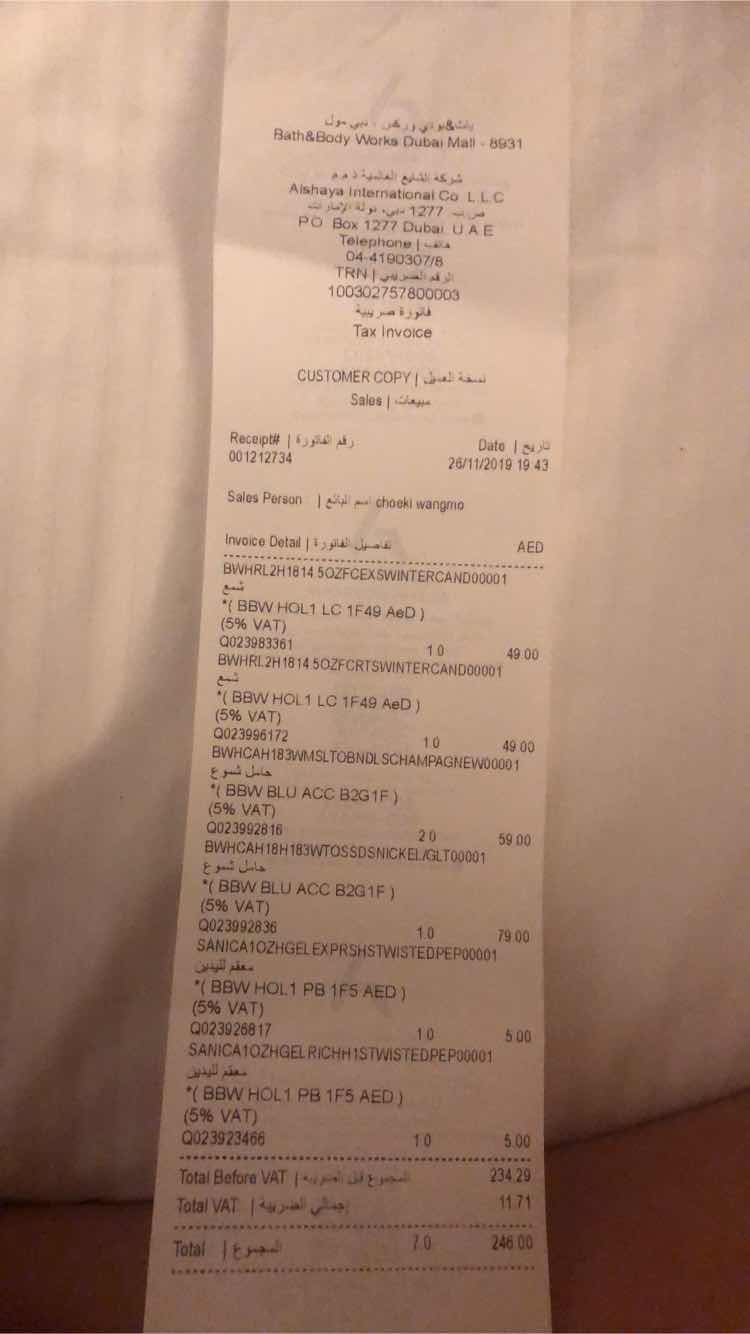 باث&بودي وركس - دبي مول
Bath&Body Works Dubai Mall - 8931
شركة الشايع العالمية ذ م م
Alshaya International Co L.L.C
ص ب 1277 دبي، دولة الإمارات
P.O. Box 1277 Dubai U.A.E
Telephone | هاتف
04-4190307/8
TRN | الرقم الضريبي
100302757800003
فاتورة ضريبية
Tax Invoice
CUSTOMER COPY | نسخة العميل
Sales | مبيعات
Receipt# | رقم الفاتورة Date | تاريخ
001212734 26/11/2019 19 43
Sales Person | اسم البائع choeki wangmo
Invoice Detail | تفاصيل الفاتورة AED
BWHRL2H1814.5OZFCEXSWINTERCAND00001
شمع
*( BBW HOL1 LC 1F49 AeD )
(5% VAT)
Q023983361 1.0 49.00
BWHRL2H1814.5OZFCRTSWINTERCAND00001
شمع
*( BBW HOL1 LC 1F49 AeD )
(5% VAT)
Q023996172 1.0 49.00
BWHCAH183WMSLTOBNDLSCHAMPAGNEW00001
حامل شموع
*( BBW BLU ACC B2G1F )
(5% VAT)
Q023992816 2.0 59.00
BWHCAH18H183WTOSSDSNICKEL/GLT00001
حامل شموع
*( BBW BLU ACC B2G1F )
(5% VAT)
Q023992836 1.0 79.00
SANICA1OZHGELEXPRSHSTWISTEDPEP00001
معقم لليدين
*( BBW HOL1 PB 1F5 AED )
(5% VAT)
Q023926817 1.0 5.00
SANICA1OZHGELRICHH1STWISTEDPEP00001
معقم لليدين
*( BBW HOL1 PB 1F5 AED )
(5% VAT)
Q023923466 1.0 5.00
Total Before VAT | المجموع قبل الضريبة 234.29
Total VAT | إجمالي الضريبة 11.71
Total | المجموع 7.0 246.00